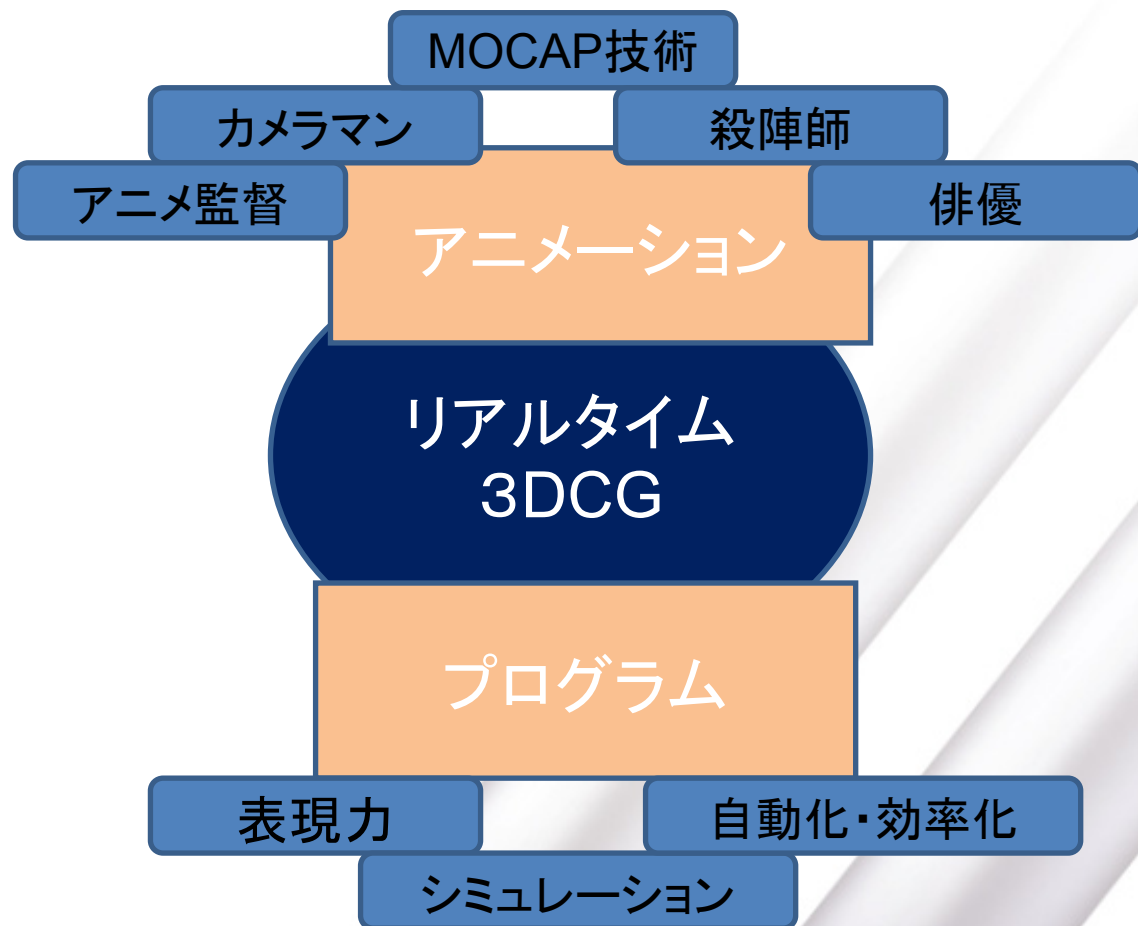 MOCAP技術
カメラマン
殺陣師
アニメ監督
俳優
アニメーション
リアルタイム
３DCG
プログラム
表現力
自動化・効率化
シミュレーション